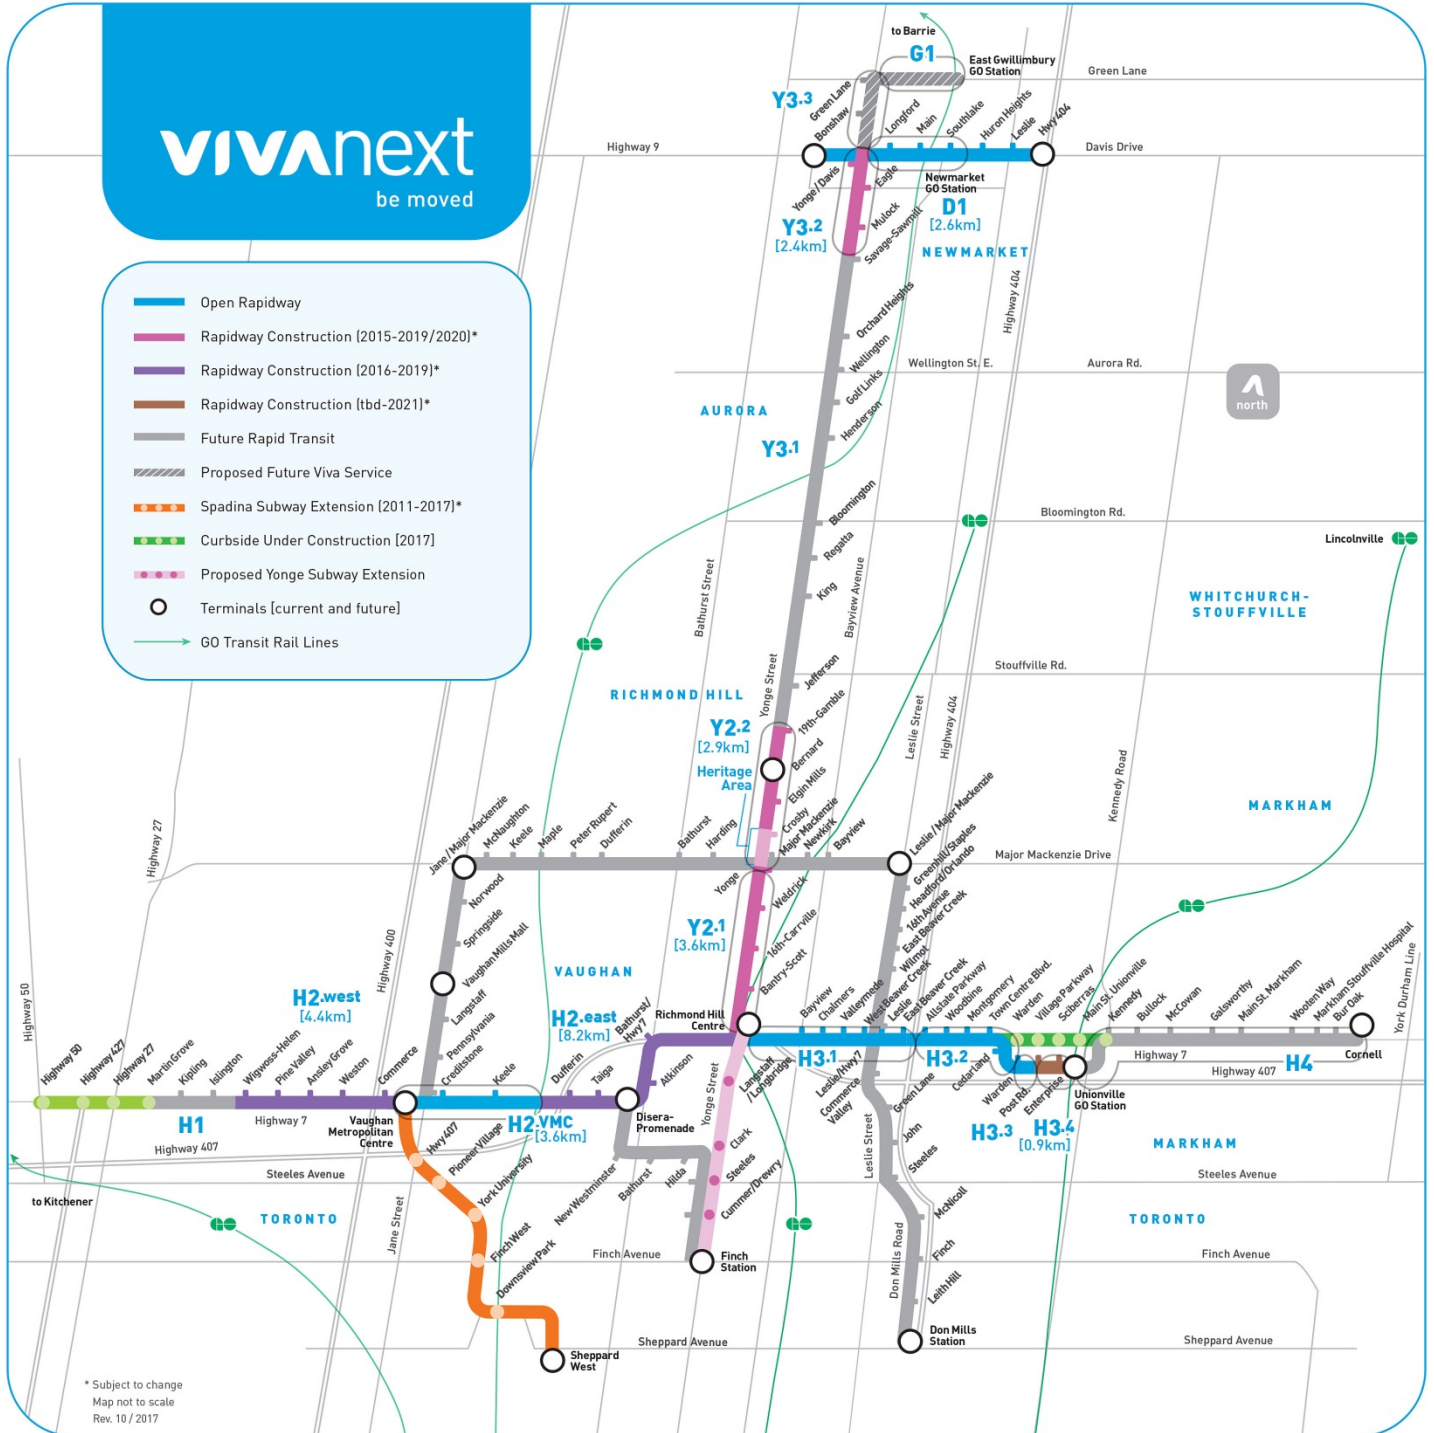 vivanext
be moved
Open Rapidway
Rapidway Construction (2015-2019/2020)*
Rapidway Construction (2016-2019)*
Rapidway Construction (tbd-2021)*
Future Rapid Transit
Proposed Future Viva Service
Spadina Subway Extension (2011-2017)*
Curbside Under Construction [2017]
Proposed Yonge Subway Extension
Terminals [current and future]
GO Transit Rail Lines
to Barrie
G1
East Gwillimbury
GO Station
Green Lane
Y3.3
Green Lane
Bonshaw
Longford
Main
Southlake
Huron Heights
Leslie
Hwy 404
Highway 9
Davis Drive
Yonge/Davis
Eagle
Newmarket
GO Station
D1
[2.6km]
Y3.2
[2.4km]
Mulock
Savage-Sawmill
NEWMARKET
Highway 404
Orchard Heights
Wellington
Wellington St. E.
Aurora Rd.
north
Golf Links
Henderson
AURORA
Y3.1
Bloomington
Bloomington Rd.
Regatta
King
Lincolnville
Bathurst Street
Bayview Avenue
WHITCHURCH-
STOUFFVILLE
Stouffville Rd.
Jefferson
Yonge Street
RICHMOND HILL
19th-Gamble
Y2.2
[2.9km]
Bernard
Heritage
Area
Elgin Mills
Crosby
Major Mackenzie
Newkirk
Bayview
Leslie Street
Highway 404
Kennedy Road
MARKHAM
Highway 27
Jane/Major Mackenzie
McNaughton
Keele
Maple
Peter Rupert
Dufferin
Bathurst
Harding
Yonge
Leslie/Major Mackenzie
Major Mackenzie Drive
Greenhill/Staples
Headford/Orlando
16th Avenue
East Beaver Creek
Wilmot
West Beaver Creek
Leslie
Norwood
Springside
Vaughan Mills Mall
Langstaff
Pennsylvania
Creditstone
Weldrick
Y2.1
[3.6km]
16th-Carrville
Bantry-Scott
Highway 400
VAUGHAN
Highway 50
H2.west
[4.4km]
H2.east
[8.2km]
Bathurst/
Hwy 7
Richmond Hill
Centre
Bayview
Chalmers
Valleymede
East Beaver Creek
Allstate Parkway
Woodbine
Montgomery
Town Centre Blvd.
Warden
Village Parkway
Sciberras
Main St. Unionville
Kennedy
Bullock
McCowan
Galsworthy
Main St. Markham
Wooten Way
Markham Stouffville Hospital
Bur Oak
Cornell
York Durham Line
Highway 50
Highway 427
Highway 27
Martin Grove
Kipling
Islington
Wigwoss-Helen
Pine Valley
Ansley Grove
Weston
Commerce
Keele
Dufferin
Taiga
Atkinson
H1
Highway 7
Vaughan
Metropolitan
Centre
H2.VMC
[3.6km]
Disera-
Promenade
Yonge Street
Langstaff
/Longbridge
H3.1
H3.2
Leslie/Hwy 7
Commerce
Valley
Green Lane
Cedarland
Warden
Post Rd.
Enterprise
Unionville
GO Station
H3.3
H3.4
[0.9km]
Highway 7
H4
Highway 407
MARKHAM
Highway 407
Hwy 407
Pioneer Village
York University
Finch West
Downsview Park
Sheppard
West
Steeles Avenue
New Westminster
Bathurst
Hilda
Clark
Steeles
Cummer/Drewry
Finch
Station
Leslie Street
John
Steeles
McNicoll
Finch
Leith Hill
Don Mills Road
Don Mills
Station
Steeles Avenue
to Kitchener
TORONTO
Jane Street
TORONTO
Finch Avenue
Finch Avenue
Sheppard Avenue
Sheppard Avenue
* Subject to change
Map not to scale
Rev. 10 / 2017